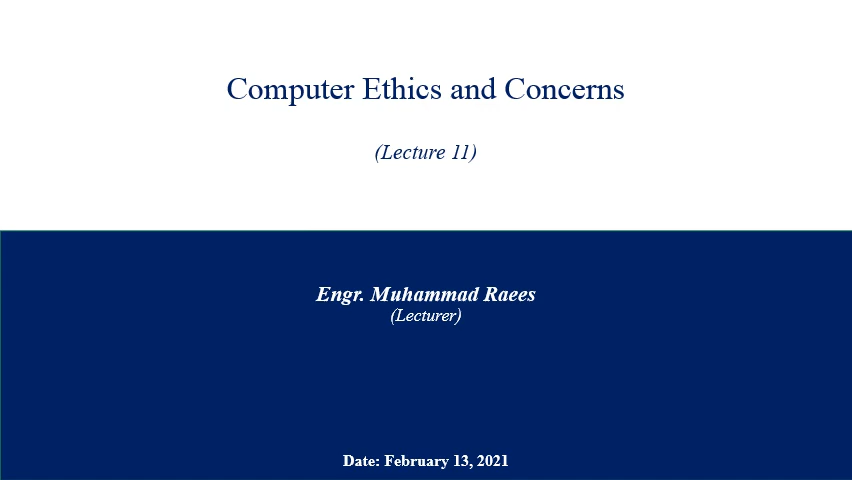 Computer Ethics and Concerns
(Lecture 11)
Engr. Muhammad Raees
(Lecturer)
Date: February 13, 2021